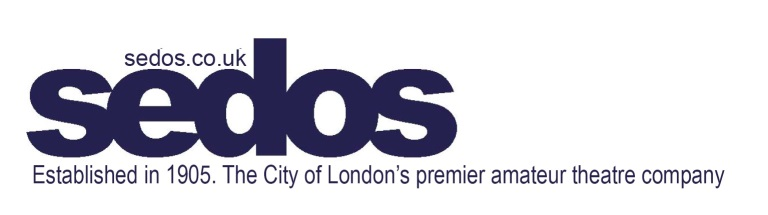 sedos.co.uk
sedos
Established in 1905. The City of London’s premier amateur theatre company